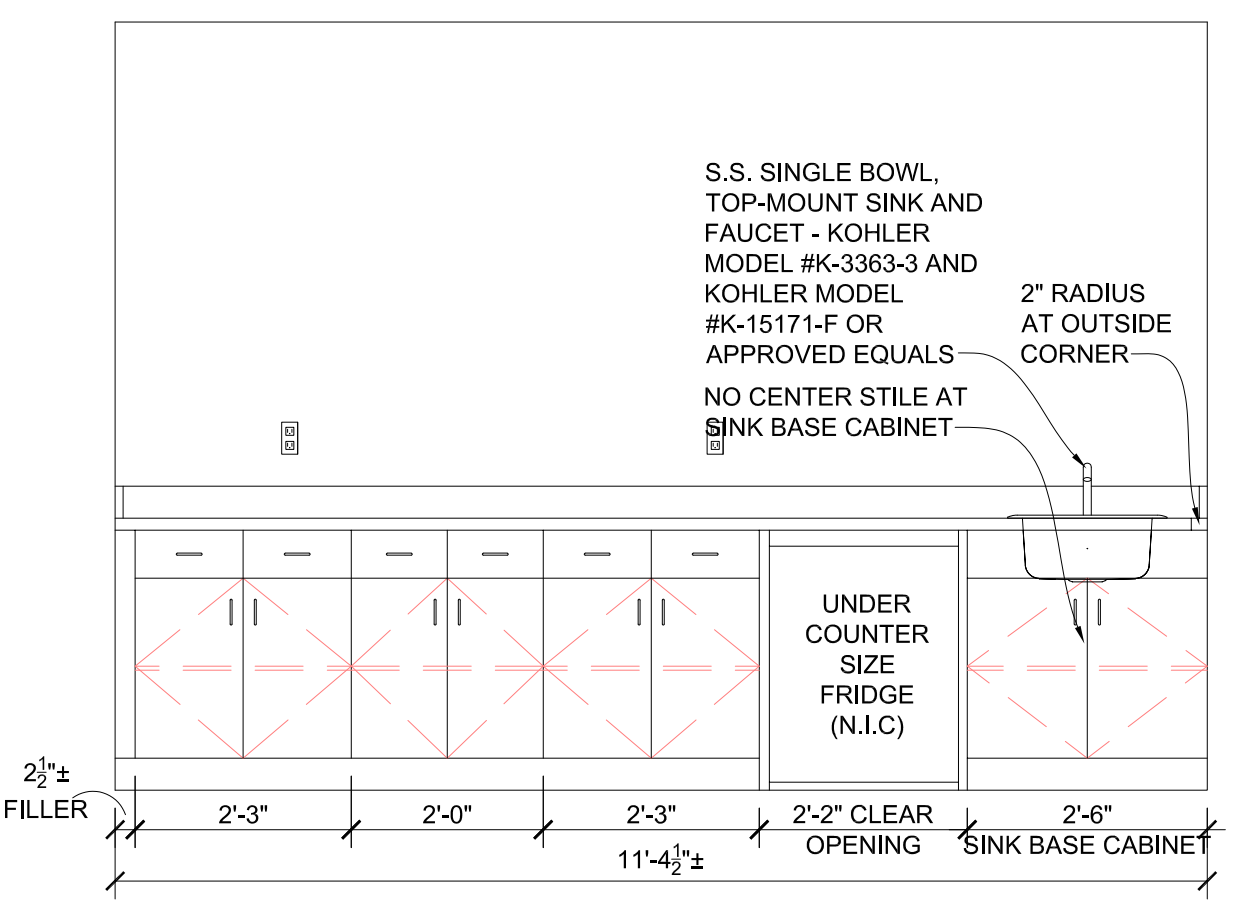 S.S. SINGLE BOWL,
TOP-MOUNT SINK AND
FAUCET - KOHLER
MODEL #K-3363-3 AND
KOHLER MODEL
#K-15171-F OR
APPROVED EQUALS
2" RADIUS
AT OUTSIDE
CORNER
NO CENTER STILE AT
SINK BASE CABINET
UNDER
COUNTER
SIZE
FRIDGE
(N.I.C)
2½"±
FILLER
2'-3"
2'-0"
2'-3"
2'-2" CLEAR
OPENING
2'-6"
SINK BASE CABINET
11'-4½"±